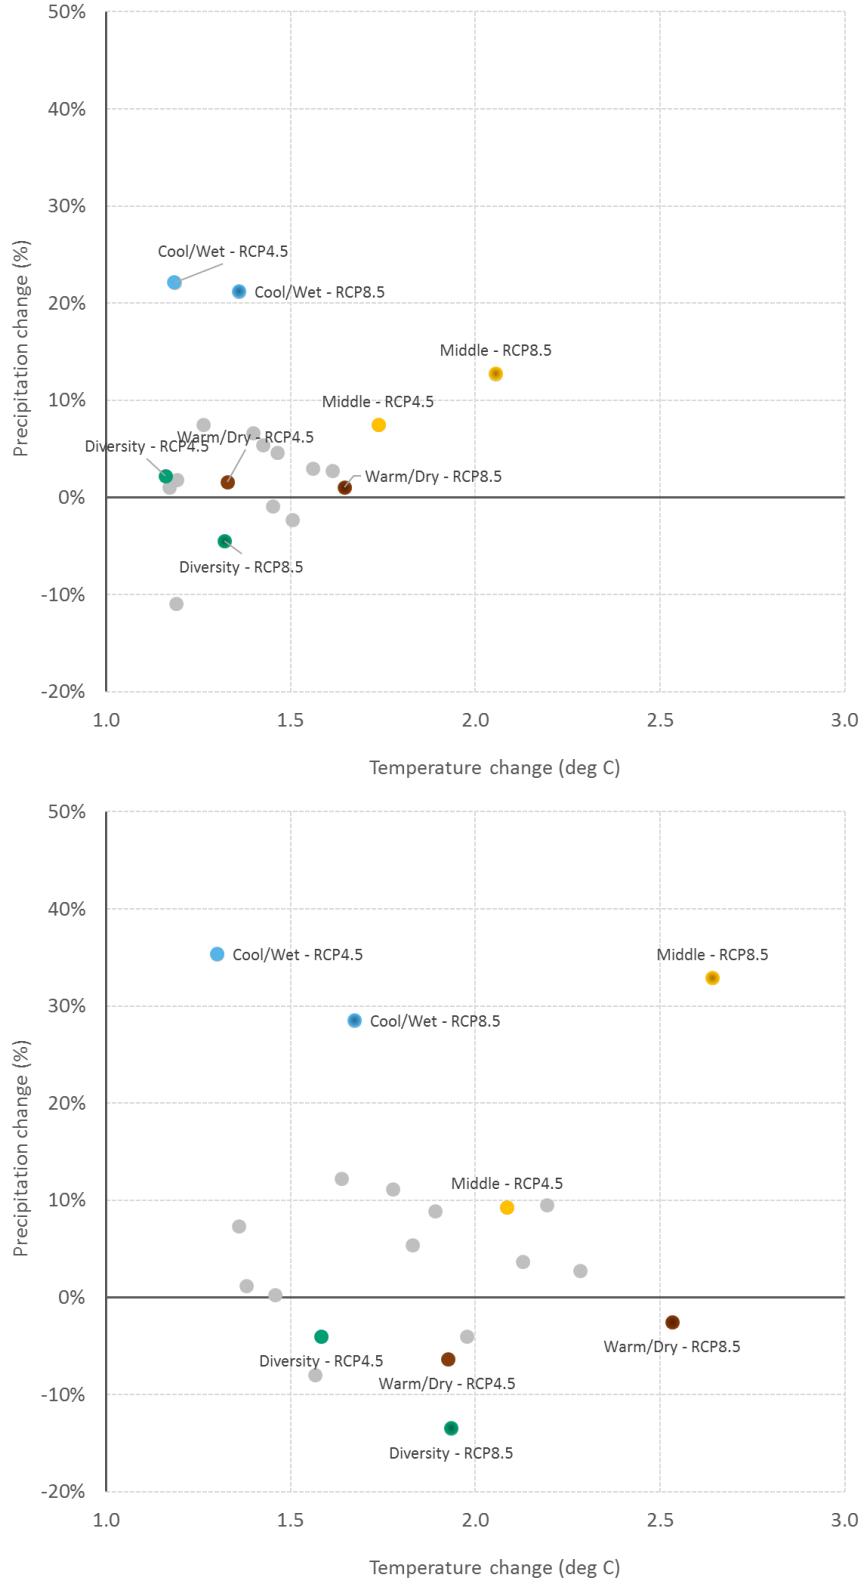 50%
40%
30%
Cool/Wet - RCP4.5
Cool/Wet - RCP8.5
20%
Middle - RCP8.5
Middle - RCP4.5
10%
Warm/Dry - RCP4.5
Diversity - RCP4.5
Warm/Dry - RCP8.5
0%
Diversity - RCP8.5
-10%
-20%
Precipitation change (%)
1.0 1.5 2.0 2.5 3.0
Temperature change (deg C)
50%
40%
Cool/Wet - RCP4.5
Middle - RCP8.5
30%
Cool/Wet - RCP8.5
20%
10%
Middle - RCP4.5
0%
Warm/Dry - RCP8.5
Diversity - RCP4.5
Warm/Dry - RCP4.5
-10%
Diversity - RCP8.5
-20%
Precipitation change (%)
1.0 1.5 2.0 2.5 3.0
Temperature change (deg C)